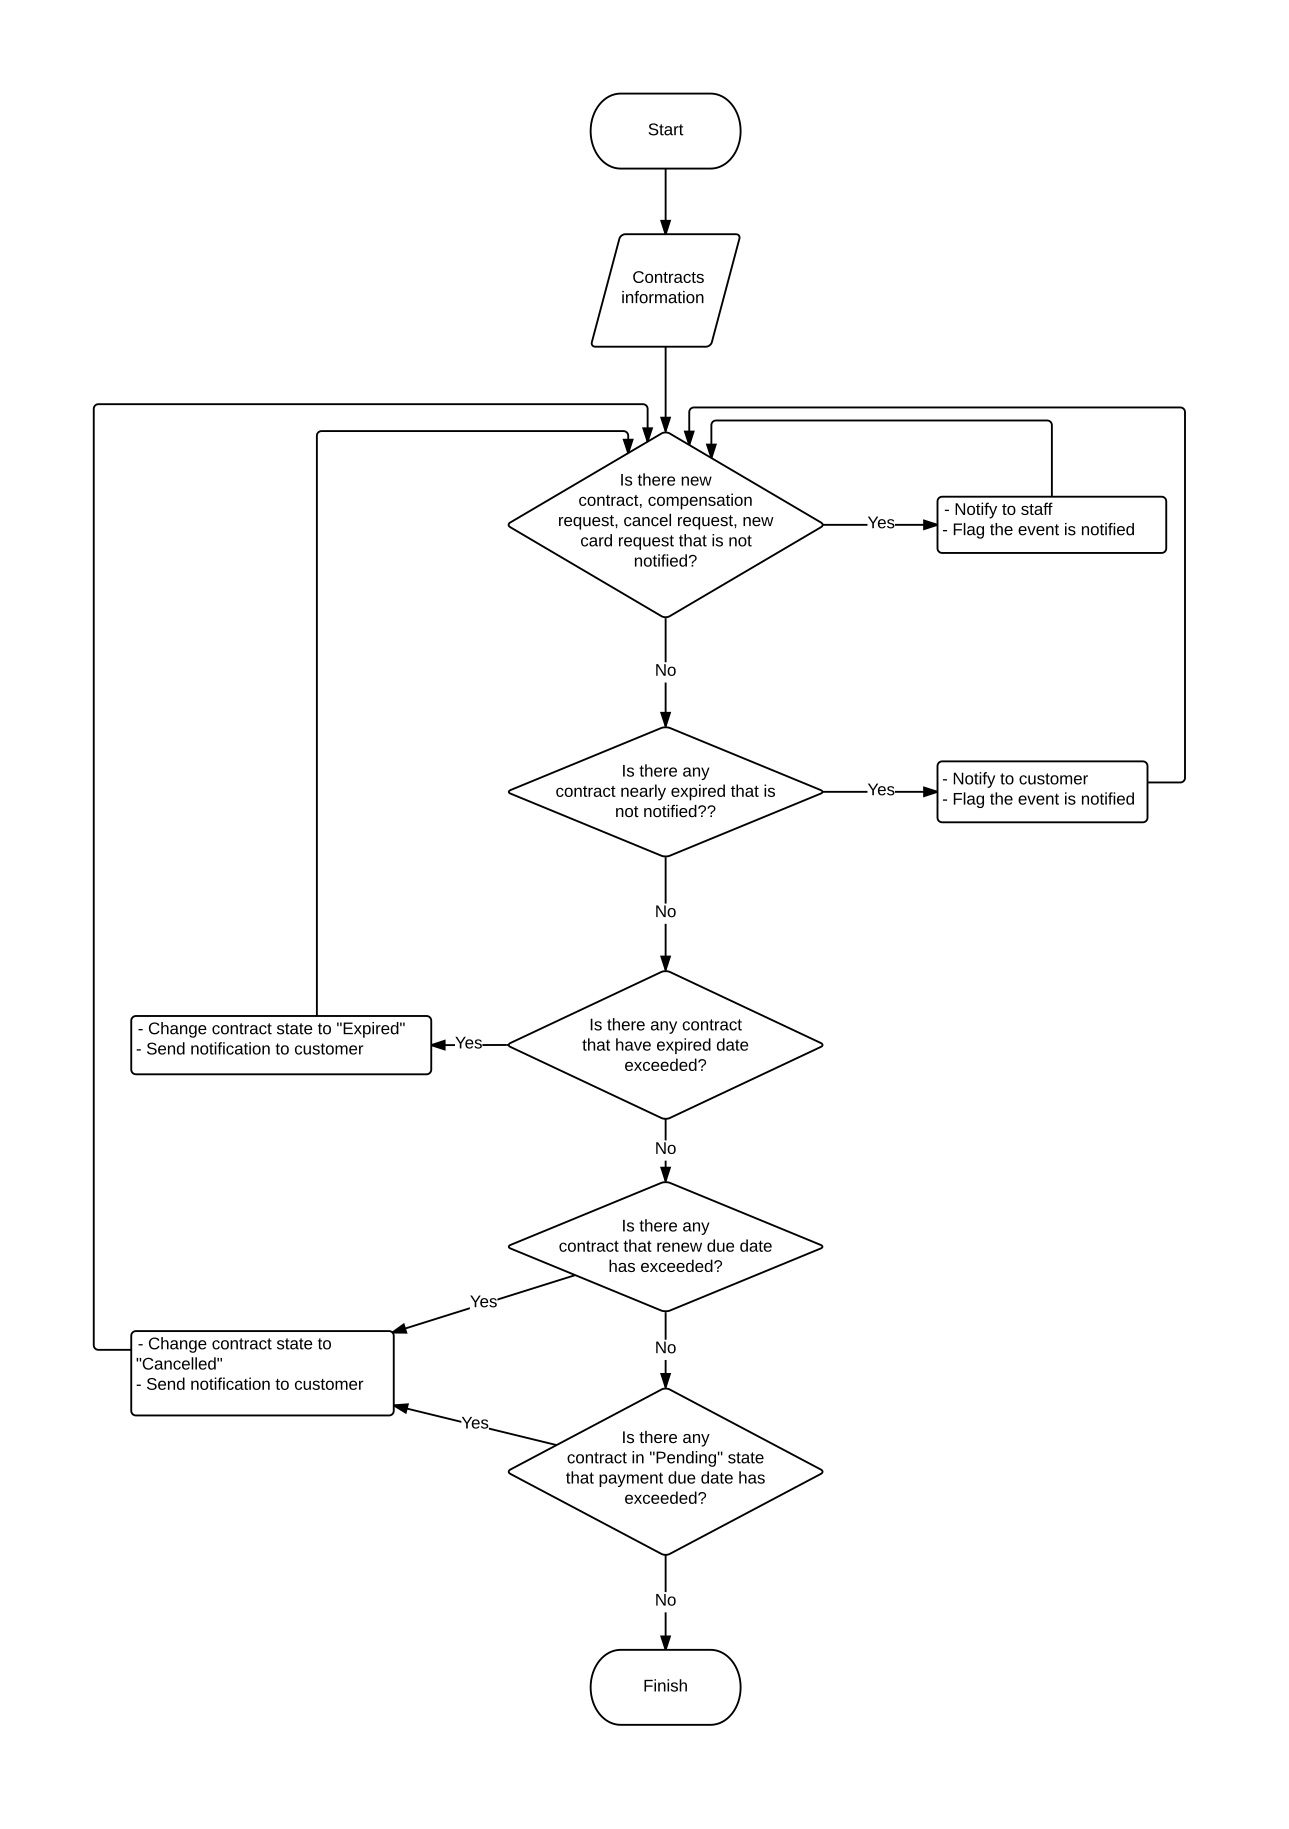 Start
Contracts
information
Is there new
contract, compensation
request, cancel request, new
card request that is not
notified?
Yes
- Notify to staff
- Flag the event is notified
No
Is there any
contract nearly expired that is
not notified??
Yes
- Notify to customer
- Flag the event is notified
No
- Change contract state to "Expired"
- Send notification to customer
Yes
Is there any contract
that have expired date
exceeded?
No
Is there any
contract that renew due date
has exceeded?
Yes
- Change contract state to
"Cancelled"
- Send notification to customer
No
Yes
Is there any
contract in "Pending" state
that payment due date has
exceeded?
No
Finish